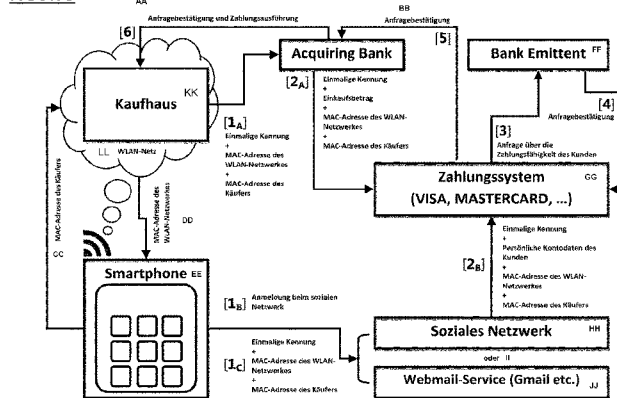 AA
Anfragebestätigung und Zahlungsausführung
BB
Anfragebestätigung
[6]
[5]
Acquiring Bank
Bank Emittent FF
Kaufhaus KK
[2A]
Einmalige Kennung
+
Einkaufsbetrag
+
MAC-Adresse des WLAN-
Netzwerkes
+
MAC-Adresse des Käufers
[4]
Anfragebestätigung
[1A]
Einmalige Kennung
+
MAC-Adresse des
WLAN-Netzwerkes
+
MAC-Adresse des
Käufers
[3]
Anfrage über die
Zahlungsfähigkeit des Kunden
LL WLAN-Netz
MAC-Adresse des Käufers
CC
MAC-Adresse des
WLAN-Netzwerkes
DD
Zahlungssystem GG
(VISA, MASTERCARD, ...)
Smartphone EE
[2B]
Einmalige Kennung
+
Persönliche Kontodaten des
Kunden
+
MAC-Adresse des WLAN-
Netzwerkes
+
MAC-Adresse des Käufers
[1B]
Anmeldung beim sozialen
Netzwerk
[1C]
Einmalige Kennung
+
MAC-Adresse des WLAN-
Netzwerkes
+
MAC-Adresse des Käufers
Soziales Netzwerk HH
oder II
Webmail-Service (Gmail etc.) JJ